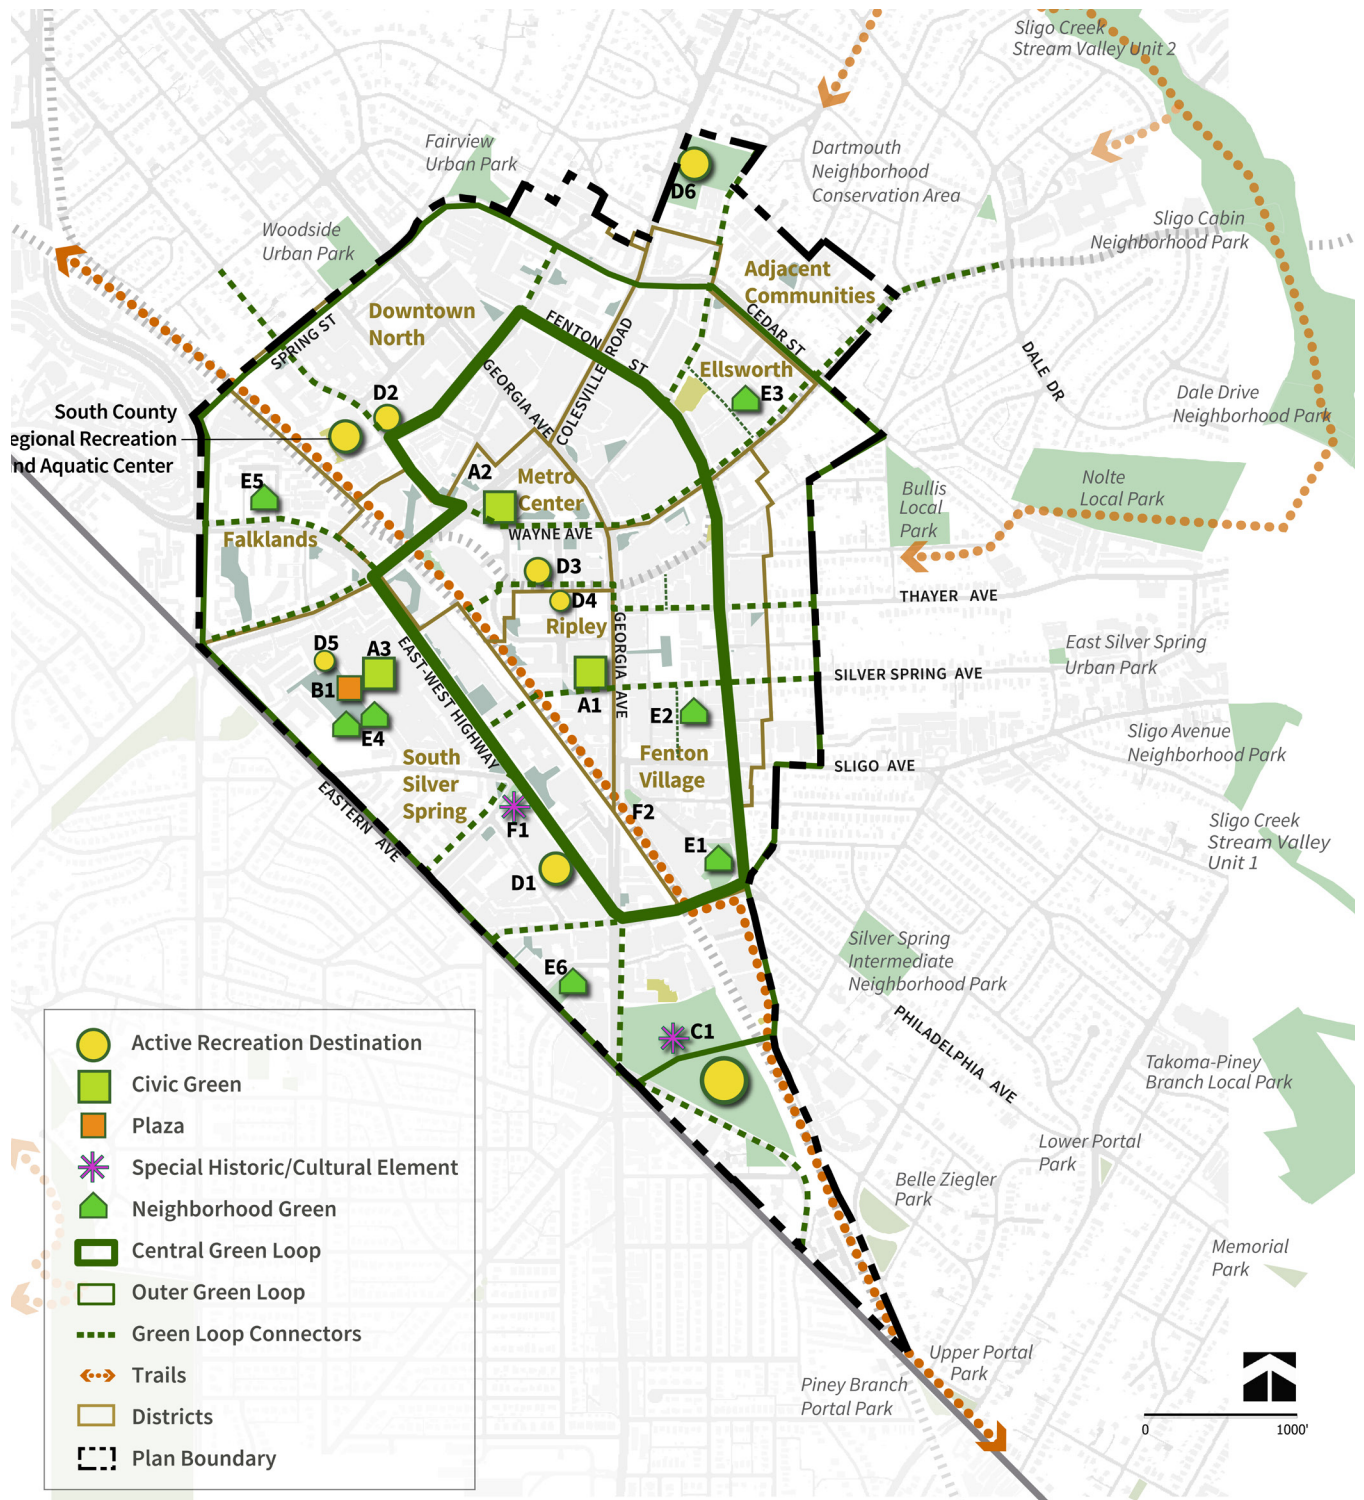 Sligo Creek
Stream Valley Unit 2
Fairview
Urban Park
Dartmouth
Neighborhood
Conservation Area
D6
Sligo Cabin
Neighborhood Park
Woodside
Urban Park
Adjacent
Communities
Downtown
North
SPRING ST
FENTON ST
CEDAR ST
COLESVILLE ROAD
GEORGIA AVE
DALE DR
Ellsworth
E3
D2
Dale Drive
Neighborhood Park
South County
egional Recreation
nd Aquatic Center
A2
Metro
Center
E5
Bullis
Local
Park
Nolte
Local Park
Falklands
WAYNE AVE
D3
D4
THAYER AVE
Ripley
GEORGIA AVE
East Silver Spring
Urban Park
D5
A3
B1
EAST-WEST HIGHWAY
SILVER SPRING AVE
A1
E2
E4
Fenton
Village
Sligo Avenue
Neighborhood Park
South
Silver
Spring
SLIGO AVE
EASTERN AVE
F1
F2
Sligo Creek
Stream Valley
Unit 1
E1
D1
Silver Spring
Intermediate
Neighborhood Park
E6
C1
PHILADELPHIA AVE
Takoma-Piney
Branch Local Park
Lower Portal
Park
Belle Ziegler
Park
Memorial
Park
Upper Portal
Park
Piney Branch
Portal Park
Active Recreation Destination
Civic Green
Plaza
Special Historic/Cultural Element
Neighborhood Green
Central Green Loop
Outer Green Loop
Green Loop Connectors
Trails
Districts
Plan Boundary
0 1000'